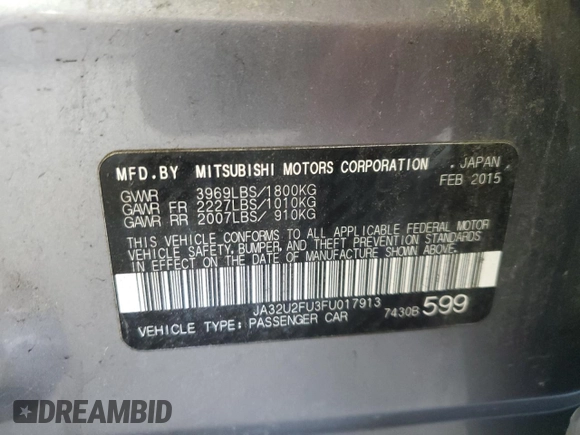 MFD.BY MITSUBISHI MOTORS CORPORATION . JAPAN
FEB 2015
GVWR 3969LBS/1800KG
GAWR FR 2227LBS/1010KG
GAWR RR 2007LBS/ 910KG
THIS VEHICLE CONFORMS TO ALL APPLICABLE FEDERAL MOTOR
VEHICLE SAFETY,BUMPER,AND THEFT PREVENTION STANDARDS
IN EFFECT ON THE DATE OF MANUFACTURE SHOWN ABOVE.
JA32U2FU3FU017913
VEHICLE TYPE: PASSENGER CAR 7430B 599
DREAMBID